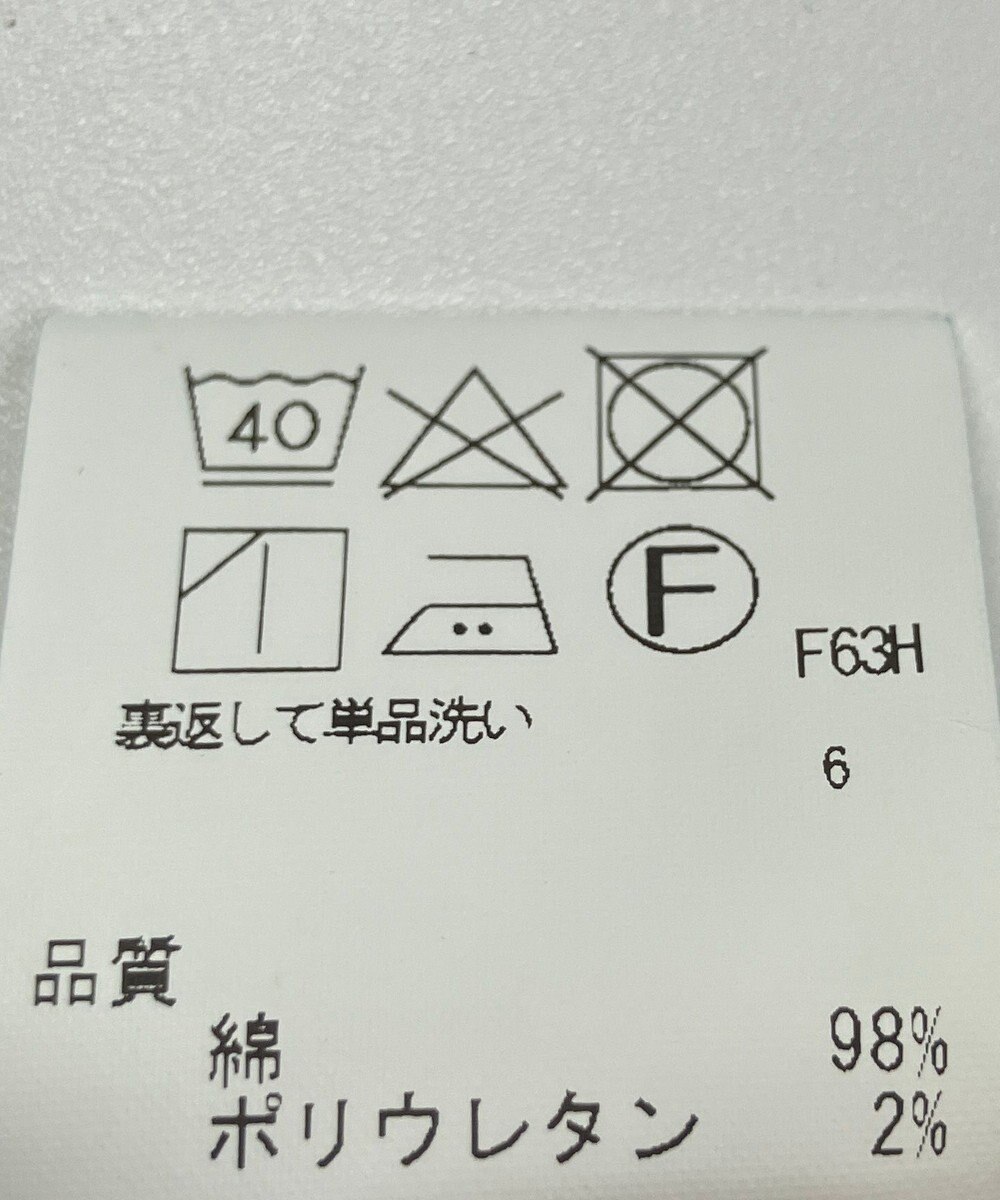 40
F
F63H
裏返して単品洗い
6
品質
綿 98%
ポリウレタン 2%